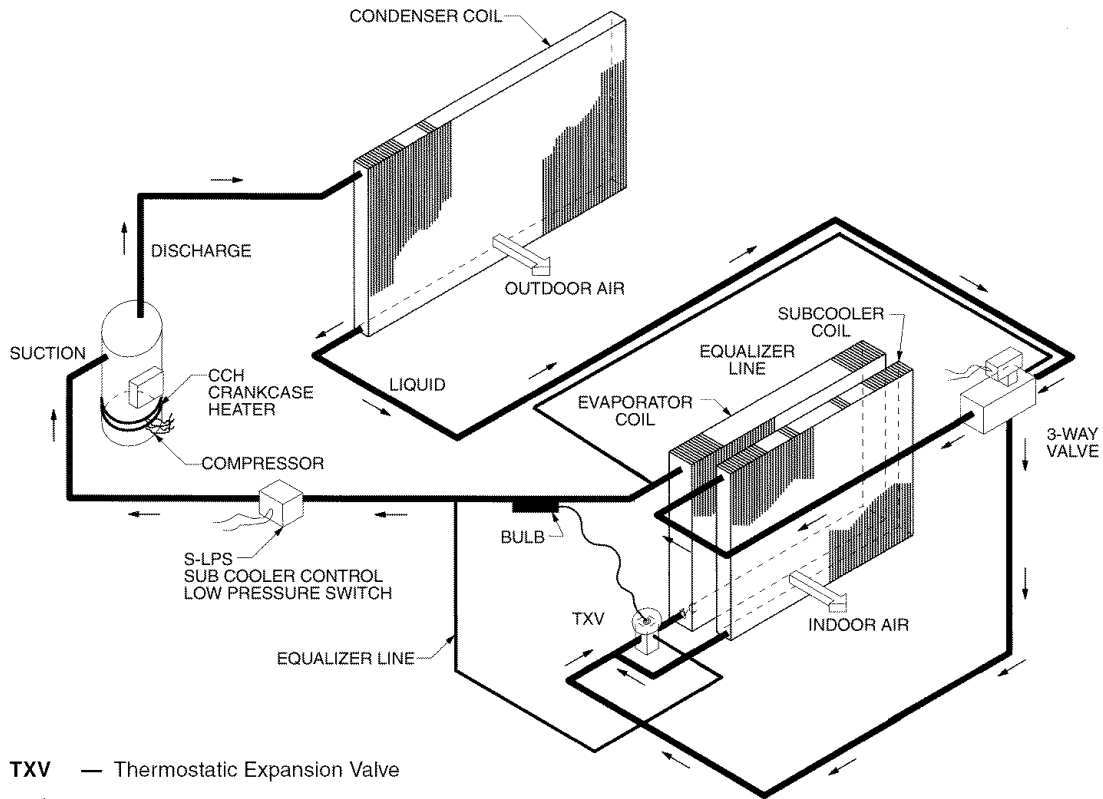 CONDENSER COIL
DISCHARGE
OUTDOOR AIR
SUBCOOLER
COIL
SUCTION
EQUALIZER
LINE
CCH
CRANKCASE
HEATER
LIQUID
EVAPORATOR
COIL
3-WAY
VALVE
COMPRESSOR
BULB
S-LPS
SUB COOLER CONTROL
LOW PRESSURE SWITCH
TXV
INDOOR AIR
EQUALIZER LINE
TXV — Thermostatic Expansion Valve